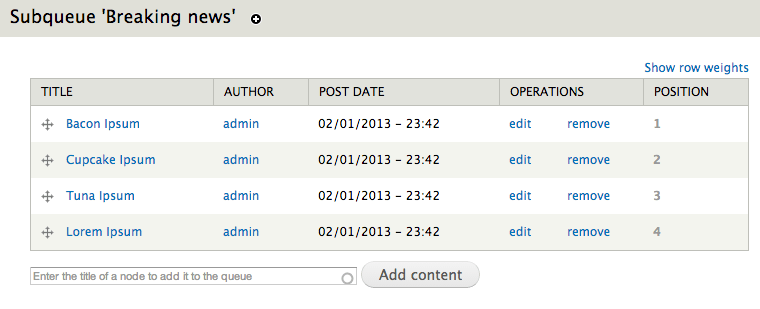 Subqueue 'Breaking news'
Show row weights
TITLE AUTHOR POST DATE OPERATIONS POSITION
Bacon Ipsum admin 02/01/2013 - 23:42 edit remove 1
Cupcake Ipsum admin 02/01/2013 - 23:42 edit remove 2
Tuna Ipsum admin 02/01/2013 - 23:42 edit remove 3
Lorem Ipsum admin 02/01/2013 - 23:42 edit remove 4
Enter the title of a node to add it to the queue Add content